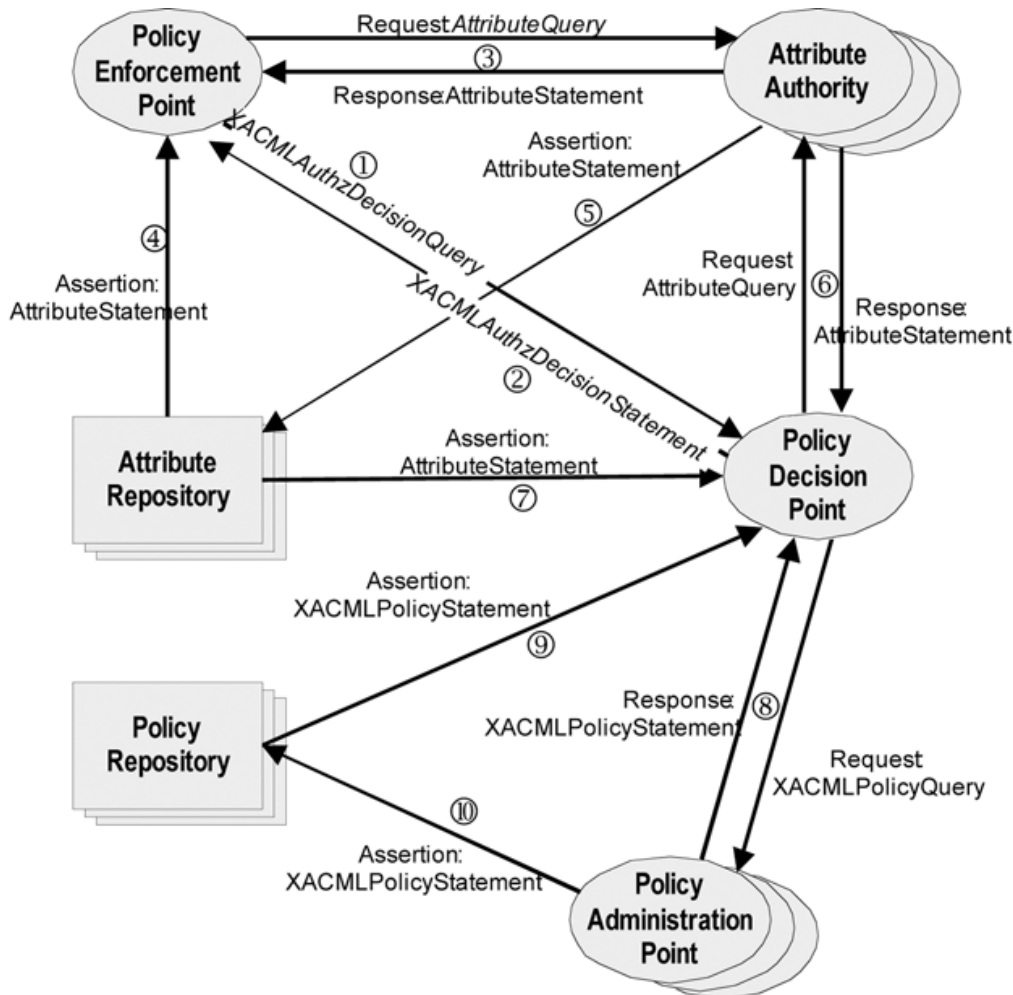 Policy
Enforcement
Point
Request:AttributeQuery
③
Response:AttributeStatement
Attribute
Authority
XACMLAuthzDecisionQuery
①
Assertion:
AttributeStatement
⑤
④
Assertion:
AttributeStatement
XACMLAuthzDecisionStatement
②
Request
AttributeQuery
⑥
Response:
AttributeStatement
Attribute
Repository
Assertion:
AttributeStatement
⑦
Policy
Decision
Point
Assertion:
XACMLPolicyStatement
⑨
Policy
Repository
Response:
XACMLPolicyStatement
⑧
Request
XACMLPolicyQuery
⑩
Assertion:
XACMLPolicyStatement
Policy
Administration
Point